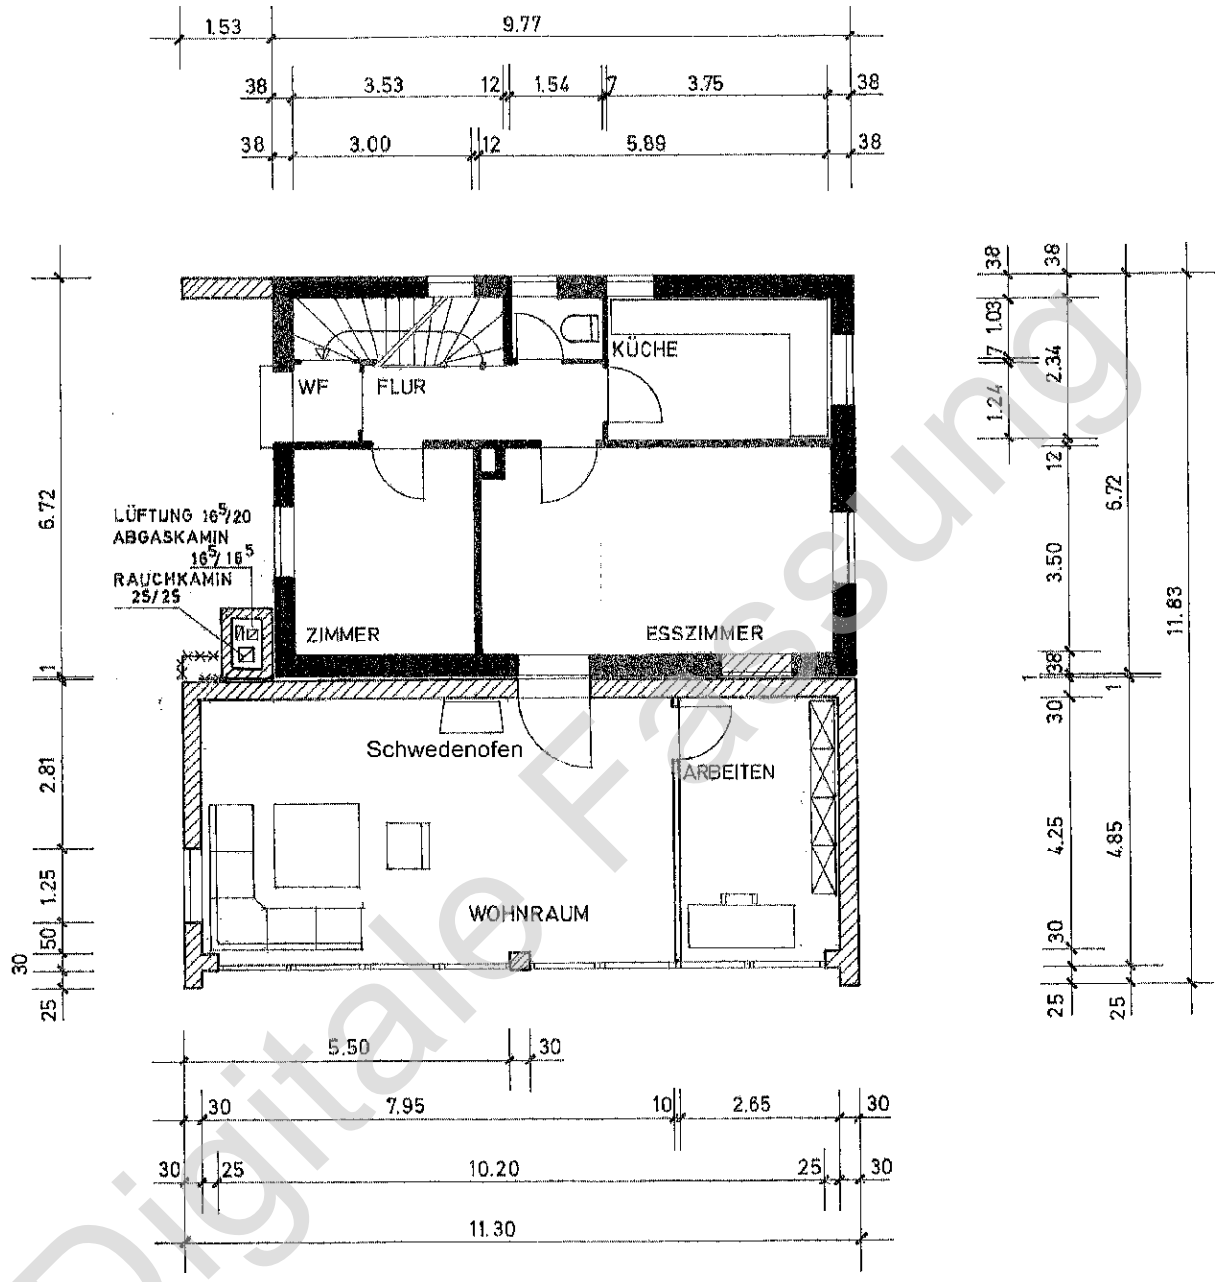 1.53 9.77
38 3.53 12 1.54 7 3.75 38
38 3.00 12 5.89 38
38 38
1.03
7 2.34
1.24
12
6.72
6.72
3.50
11.83
38
1
1
1
30
2.81
4.25
4.85
1.25
50
30
30
25
25
25
WF FLUR KÜCHE
LÜFTUNG 16⁵/20
ABGASKAMIN
16⁵/16⁵
RAUCHKAMIN
25/25
ZIMMER ESSZIMMER
Schwedenofen
ARBEITEN
WOHNRAUM
5.50 30
30 7.95 10 2.65 30
30 25 10.20 25 30
11.30
Digitale Fassung